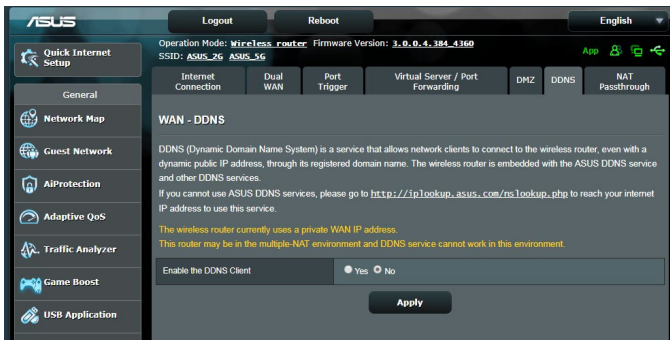 ASUS
Logout
Reboot
English
Quick Internet
Setup
Operation Mode: Wireless router Firmware Version: 3.0.0.4.384_4360
SSID: ASUS_2G ASUS_5G
App
General
Network Map
Guest Network
AiProtection
Adaptive QoS
Traffic Analyzer
Game Boost
USB Application
Internet
Connection
Dual
WAN
Port
Trigger
Virtual Server / Port
Forwarding
DMZ
DDNS
NAT
Passthrough
WAN - DDNS
DDNS (Dynamic Domain Name System) is a service that allows network clients to connect to the wireless router, even with a
dynamic public IP address, through its registered domain name. The wireless router is embedded with the ASUS DDNS service
and other DDNS services.
If you cannot use ASUS DDNS services, please go to http://iplookup.asus.com/nslookup.php to reach your internet
IP address to use this service.
The wireless router currently uses a private WAN IP address.
This router may be in the multiple-NAT environment and DDNS service cannot work in this environment.
Enable the DDNS Client
Yes No
Apply